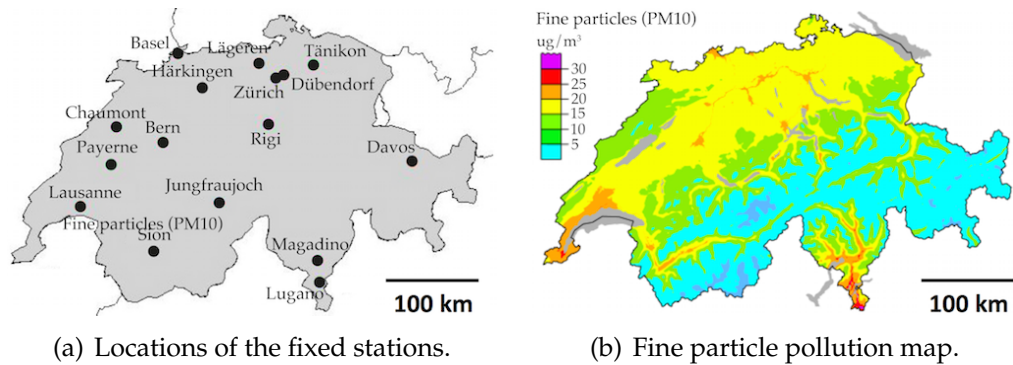 Basel
Lägeren
Tänikon
Härkingen
Zürich
Dübendorf
Chaumont
Bern
Rigi
Payerne
Davos
Lausanne
Jungfraujoch
Fine particles (PM10)
Sion
Magadino
Lugano
100 km
(a) Locations of the fixed stations.
Fine particles (PM10)
ug/m³
30
25
20
15
10
5
100 km
(b) Fine particle pollution map.